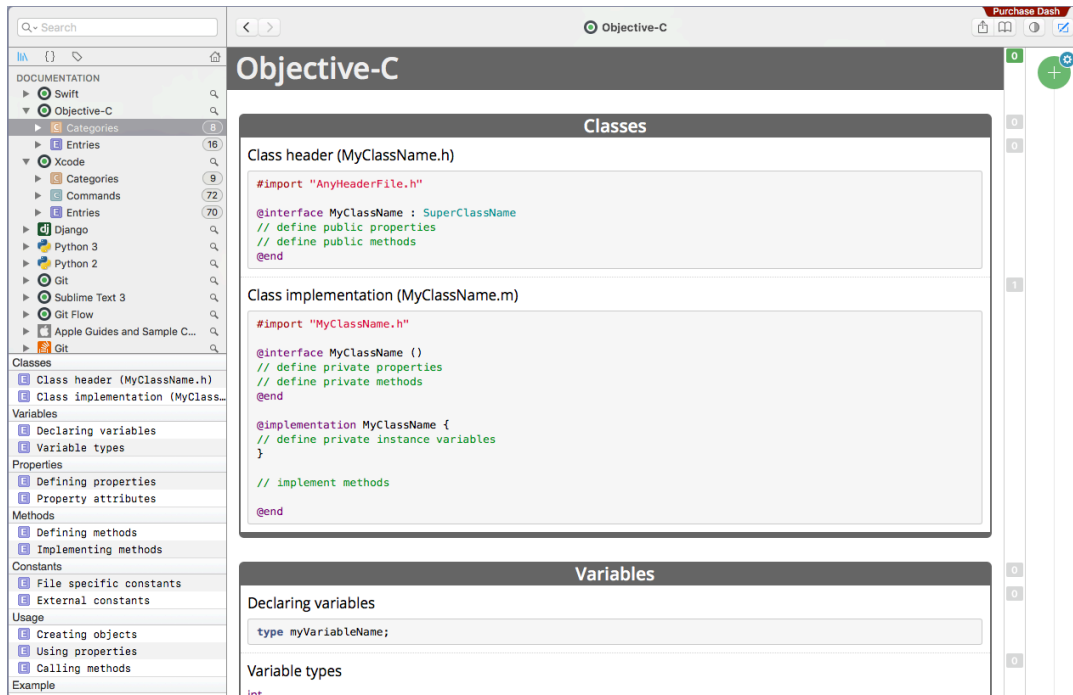 Purchase Dash
Search
Objective-C
{}
DOCUMENTATION
Swift
Objective-C
C Categories 8
E Entries 16
Xcode
C Categories 9
C Commands 72
E Entries 70
dj Django
Python 3
Python 2
Git
Sublime Text 3
Git Flow
Apple Guides and Sample C...
Git
Classes
E Class header (MyClassName.h)
E Class implementation (MyClass…
Variables
E Declaring variables
E Variable types
Properties
E Defining properties
E Property attributes
Methods
E Defining methods
E Implementing methods
Constants
E File specific constants
E External constants
Usage
E Creating objects
E Using properties
E Calling methods
Example
Objective-C
0
Classes
0
0
Class header (MyClassName.h)
#import "AnyHeaderFile.h"
@interface MyClassName : SuperClassName
// define public properties
// define public methods
@end
Class implementation (MyClassName.m)
1
#import "MyClassName.h"
@interface MyClassName ()
// define private properties
// define private methods
@end
@implementation MyClassName {
// define private instance variables
}
// implement methods
@end
Variables
0
0
Declaring variables
type myVariableName;
Variable types
0
int